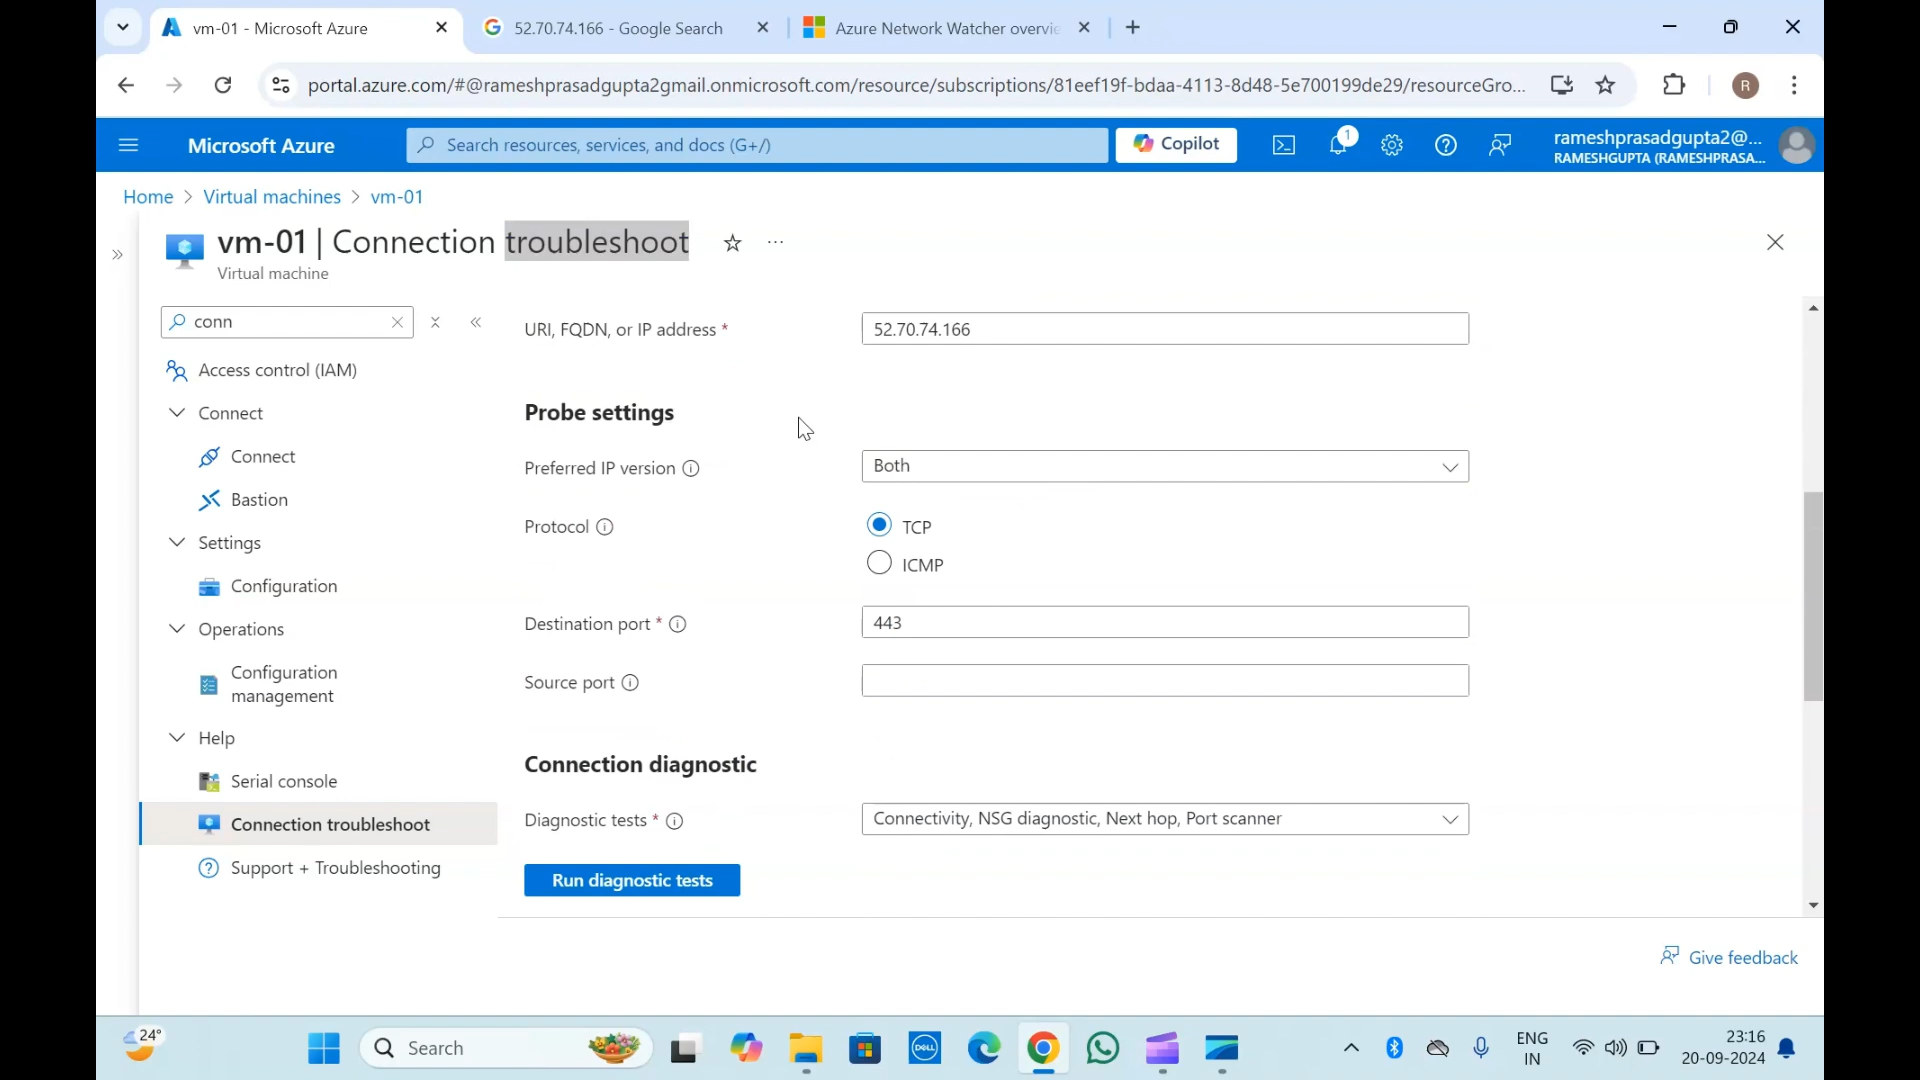 vm-01 - Microsoft Azure
52.70.74.166 - Google Search
Azure Network Watcher overvie
portal.azure.com/#@rameshprasadgupta2gmail.onmicrosoft.com/resource/subscriptions/81eef19f-bdaa-4113-8d48-5e700199de29/resourceGro...
R
Microsoft Azure
Search resources, services, and docs (G+/)
Copilot
1
rameshprasadgupta2@...
RAMESHGUPTA (RAMESHPRASA...
Home > Virtual machines > vm-01
vm-01 | Connection troubleshoot
Virtual machine
conn
Access control (IAM)
Connect
Connect
Bastion
Settings
Configuration
Operations
Configuration
management
Help
Serial console
Connection troubleshoot
Support + Troubleshooting
URI, FQDN, or IP address *
52.70.74.166
Probe settings
Preferred IP version
Both
Protocol
TCP
ICMP
Destination port *
443
Source port
Connection diagnostic
Diagnostic tests *
Connectivity, NSG diagnostic, Next hop, Port scanner
Run diagnostic tests
Give feedback
24°
Search
DELL
ENG
IN
23:16
20-09-2024